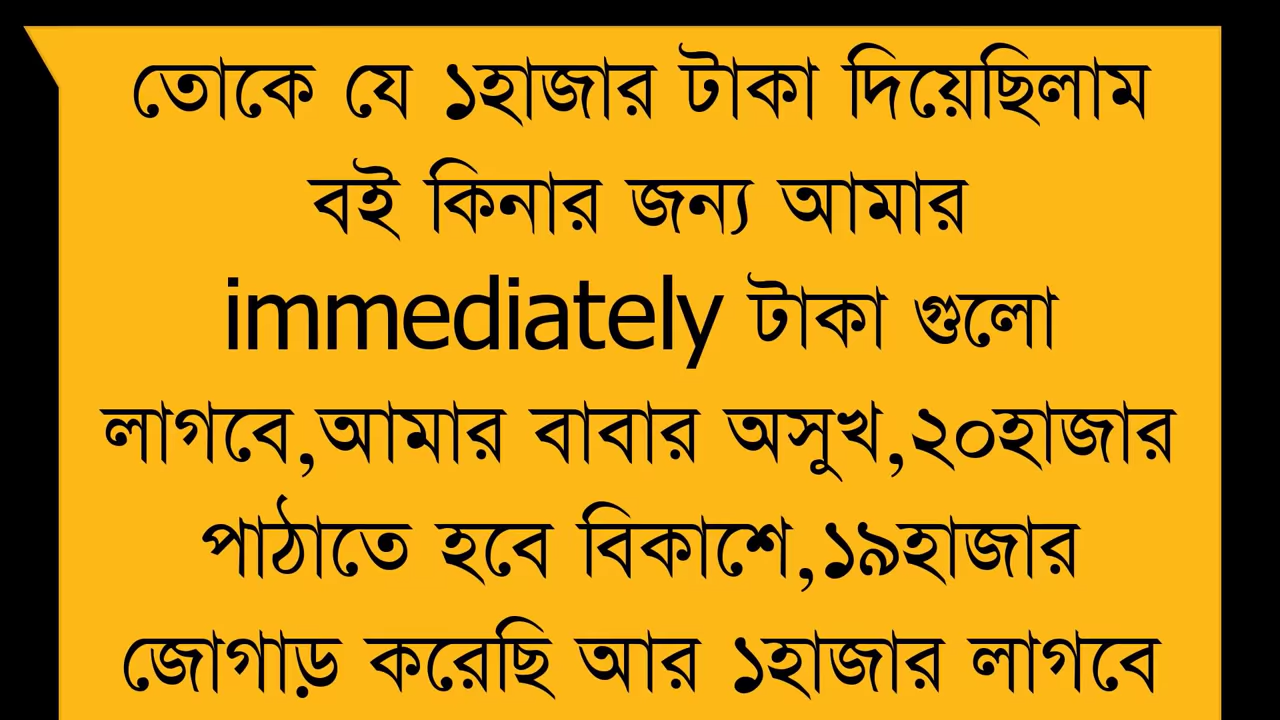 তোকে যে ১হাজার টাকা দিয়েছিলাম
বই কিনার জন্য আমার
immediately টাকা গুলো
লাগবে,আমার বাবার অসুখ,২০হাজার
পাঠাতে হবে বিকাশে,১৯হাজার
জোগাড় করেছি আর ১হাজার লাগবে